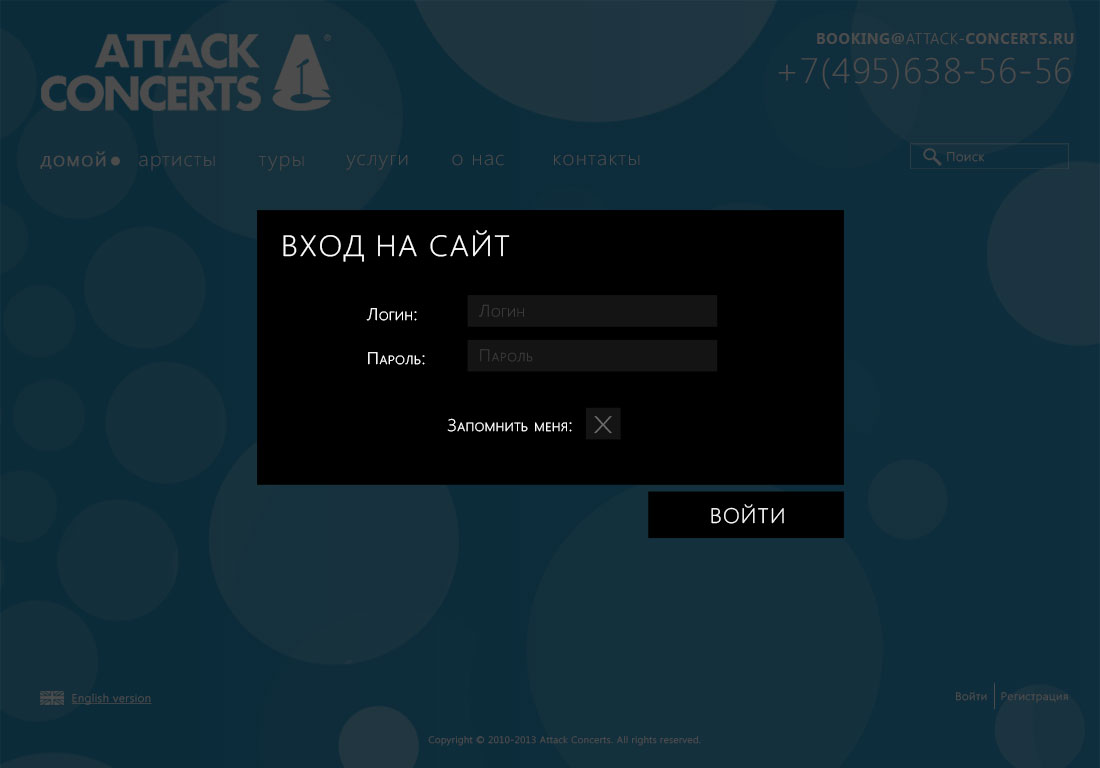 ATTACK
CONCERTS
®
BOOKING@ATTACK-CONCERTS.RU
+7(495)638-56-56
домой артисты туры услуги о нас контакты
Поиск
ВХОД НА САЙТ
Логин: Логин
Пароль: Пароль
Запомнить меня:
ВОЙТИ
English version
Войти Регистрация
Copyright © 2010-2013 Attack Concerts. All rights reserved.